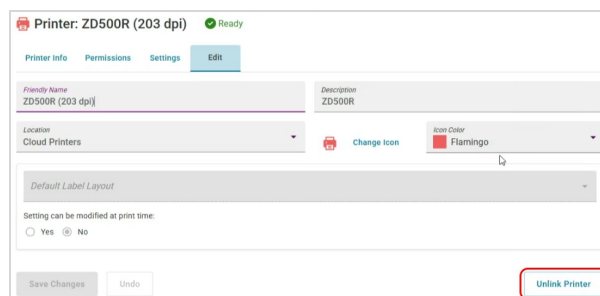 Printer: ZD500R (203 dpi) Ready
Printer Info Permissions Settings Edit
Friendly Name Description
ZD500R (203 dpi) ZD500R
Location Icon Color
Cloud Printers Change Icon Flamingo
Default Label Layout
Setting can be modified at print time:
Yes No
Save Changes Undo Unlink Printer